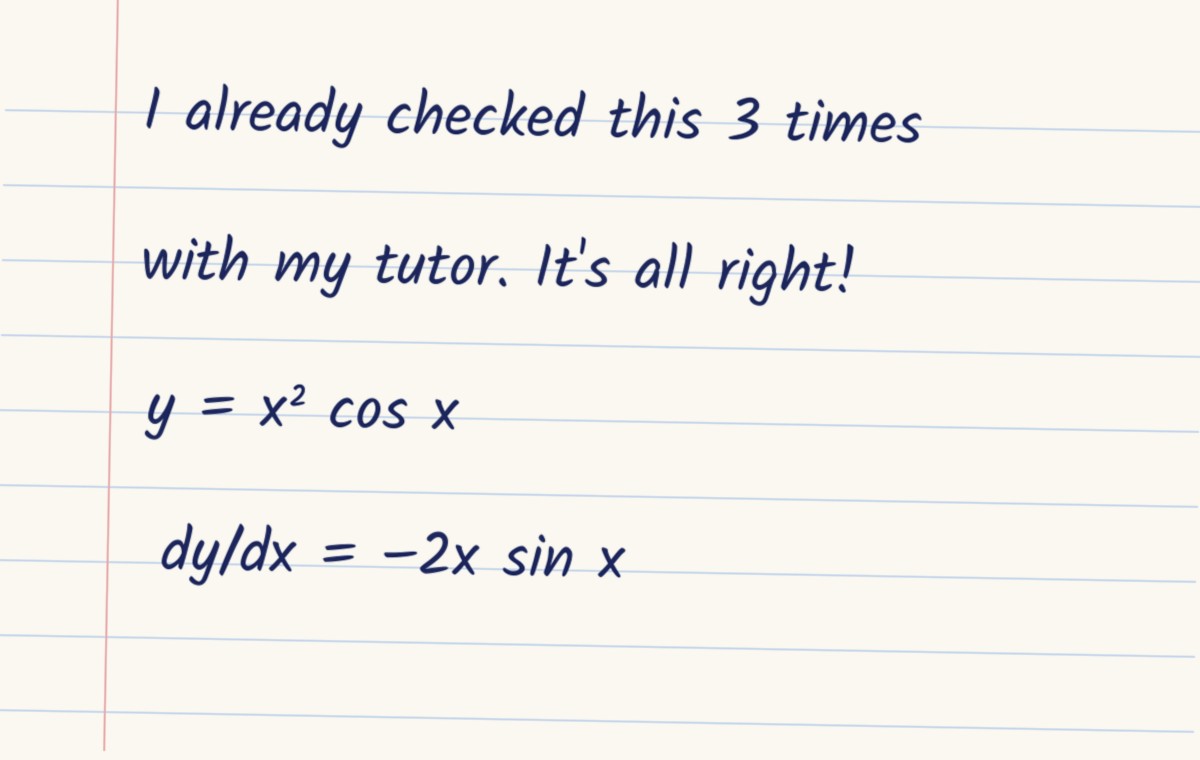 I already checked this 3 times
with my tutor. It's all right!
y = x² cos x
dy/dx = −2x sin x